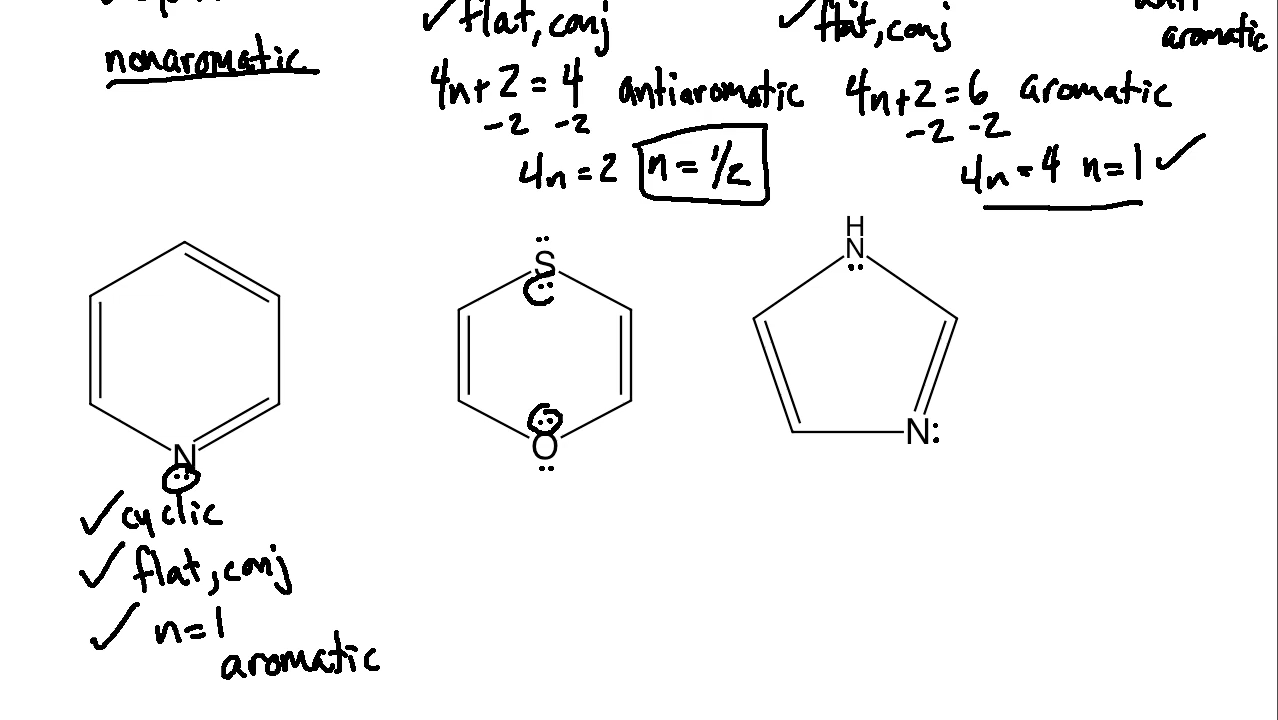 nonaromatic
flat, conj
4n+2=4 antiaromatic
-2 -2
4n=2 n=1/2
flat, conj
4n+2=6 aromatic
-2 -2
4n=4 n=1
aromatic
N
cyclic
flat, conj
n=1
aromatic
S
O
H
N
N